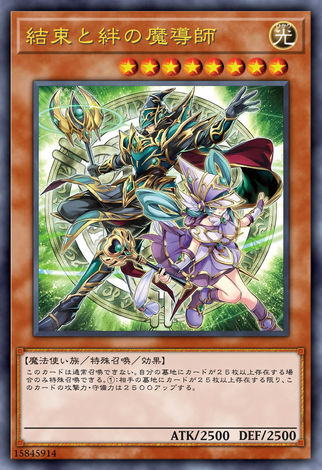 結束と絆の魔導師
光
【魔法使い族/特殊召喚/効果】
このカードは通常召喚できない。自分の墓地にカードが25枚以上存在する場
合のみ特殊召喚できる。①:相手の墓地にカードが25枚以上存在する限り、こ
のカードの攻撃力・守備力は2500アップする。
ATK/2500 DEF/2500
15845914